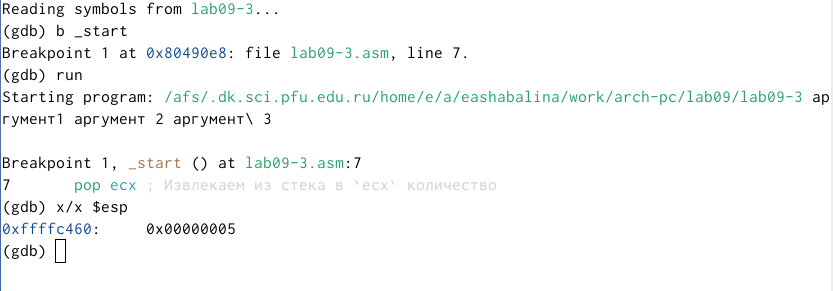 Reading symbols from lab09-3...
(gdb) b _start
Breakpoint 1 at 0x80490e8: file lab09-3.asm, line 7.
(gdb) run
Starting program: /afs/.dk.sci.pfu.edu.ru/home/e/a/eashabalina/work/arch-pc/lab09/lab09-3 ар
гумент1 аргумент 2 аргумент\ 3
Breakpoint 1, _start () at lab09-3.asm:7
7       pop ecx ; Извлекаем из стека в `ecx` количество
(gdb) x/x $esp
0xffffc460:     0x00000005
(gdb)